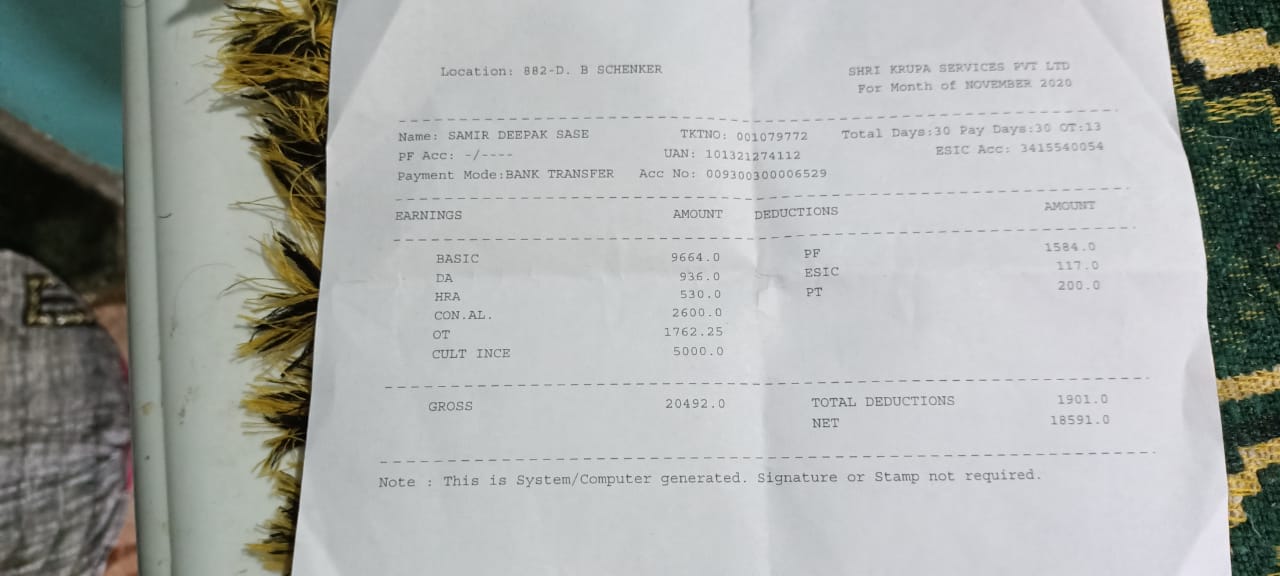 Location: 882-D. B SCHENKER SHRI KRUPA SERVICES PVT LTD
For Month of NOVEMBER 2020
Name: SAMIR DEEPAK SASE TKTNO: 001079772 Total Days:30 Pay Days:30 OT:13
PF Acc: -/---- UAN: 101321274112 ESIC Acc: 3415540054
Payment Mode:BANK TRANSFER Acc No: 009300300006529
EARNINGS AMOUNT DEDUCTIONS AMOUNT
BASIC 9664.0 PF 1584.0
DA 936.0 ESIC 117.0
HRA 530.0 PT 200.0
CON.AL. 2600.0
OT 1762.25
CULT INCE 5000.0
GROSS 20492.0 TOTAL DEDUCTIONS 1901.0
NET 18591.0
Note : This is System/Computer generated. Signature or Stamp not required.